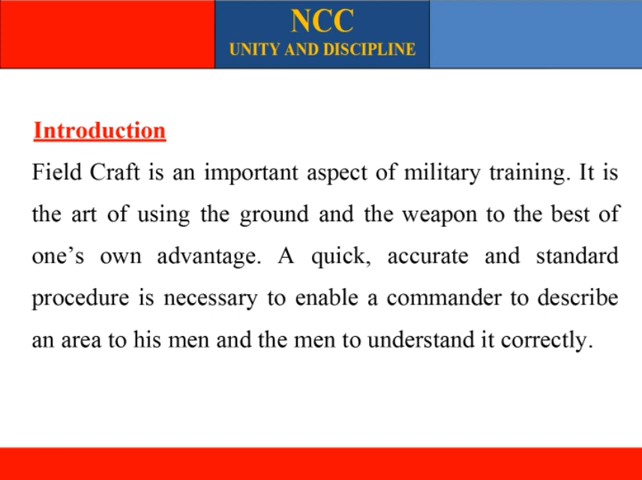 NCC
UNITY AND DISCIPLINE
Introduction
Field Craft is an important aspect of military training. It is
the art of using the ground and the weapon to the best of
one's own advantage. A quick, accurate and standard
procedure is necessary to enable a commander to describe
an area to his men and the men to understand it correctly.